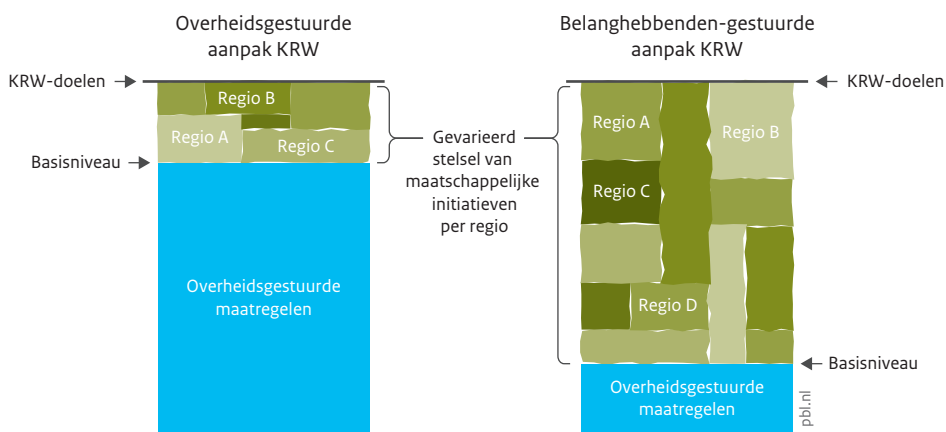 Overheidsgestuurde
aanpak KRW
KRW-doelen
Regio B
Regio A
Regio C
Basisniveau
Overheidsgestuurde
maatregelen
Gevarieerd
stelsel van
maatschappelijke
initiatieven
per regio
Belanghebbenden-gestuurde
aanpak KRW
KRW-doelen
Regio A
Regio B
Regio C
Regio D
Basisniveau
Overheidsgestuurde
maatregelen
pbl.nl